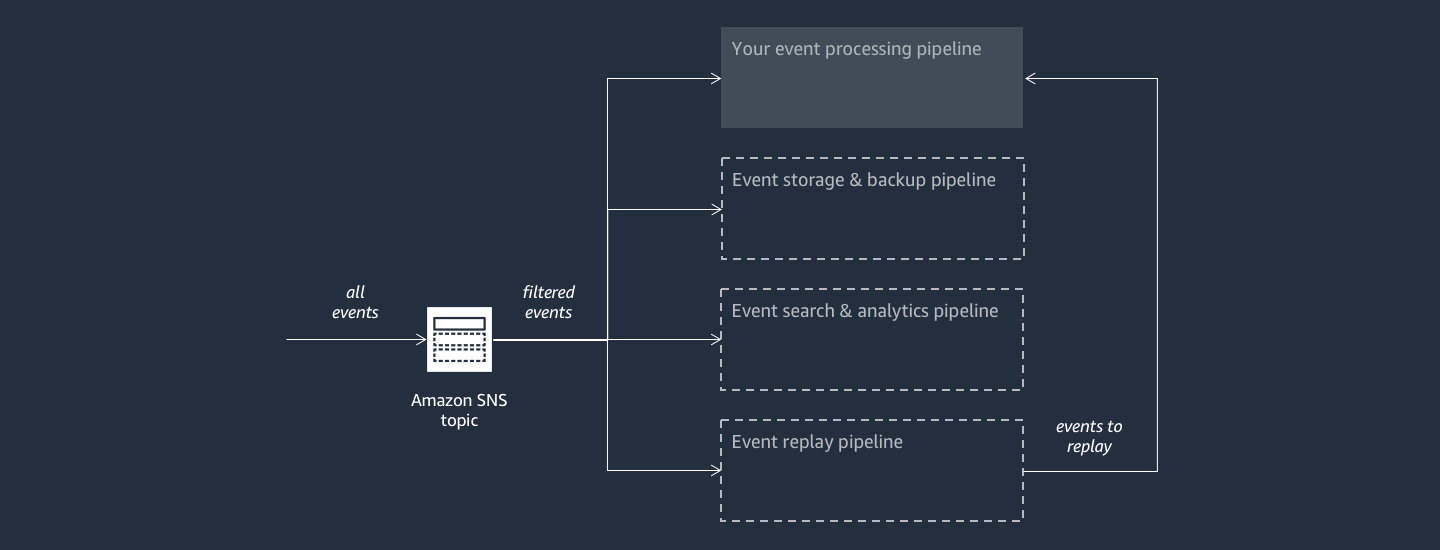 Your event processing pipeline
Event storage & backup pipeline
all
events
filtered
events
Event search & analytics pipeline
Amazon SNS
topic
Event replay pipeline
events to
replay